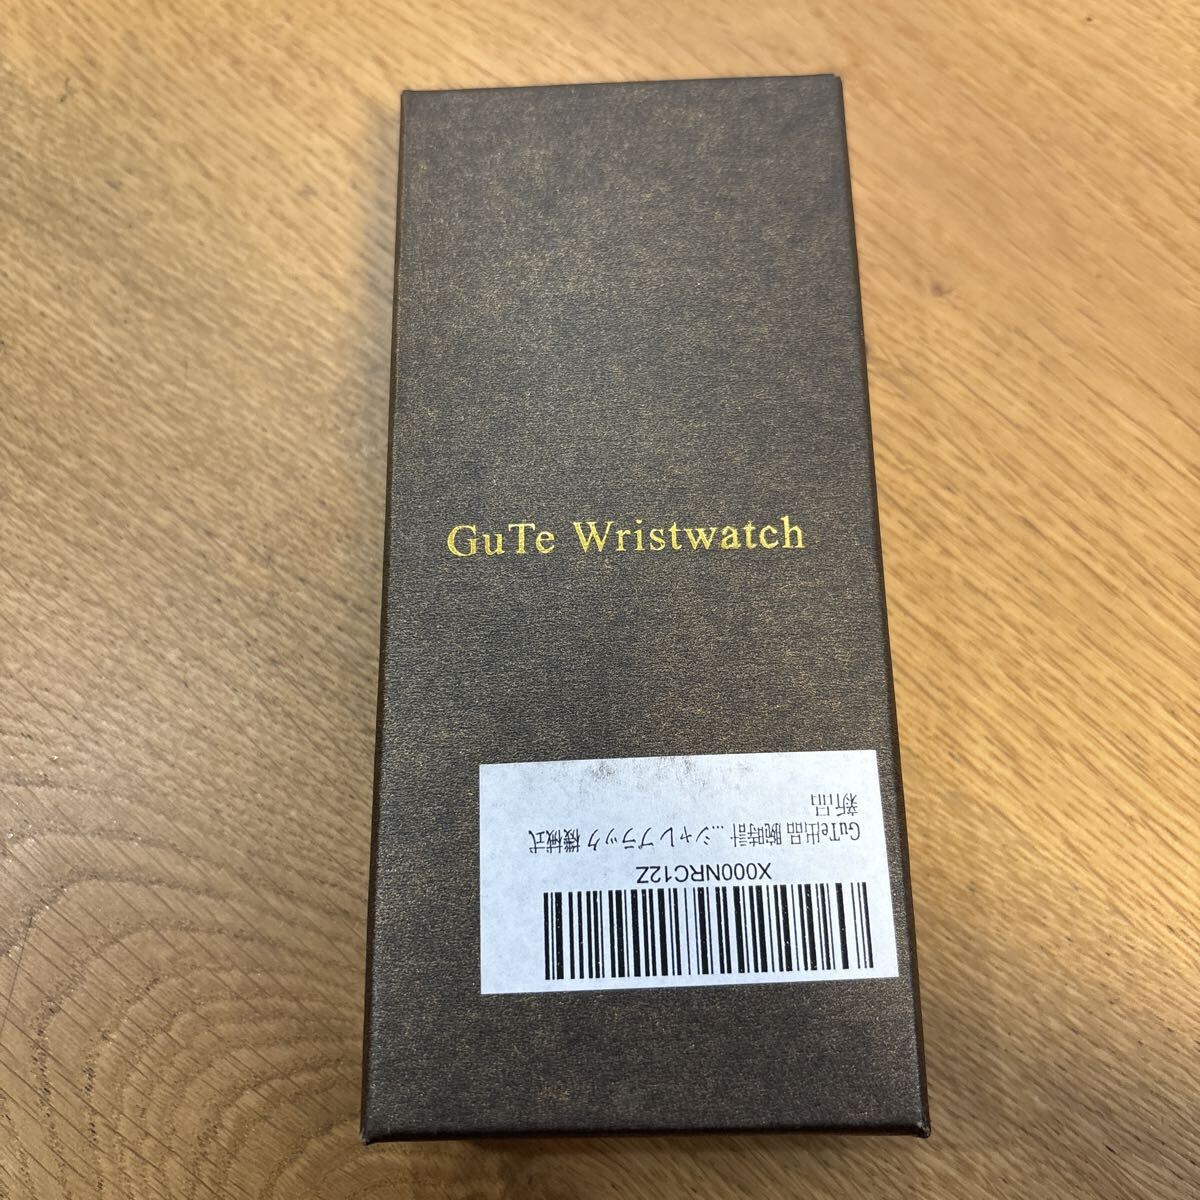 GuTe Wristwatch
X000NRC12Z
GuTe出品 腕時計 ...シャレ ブラック 機械式
新品